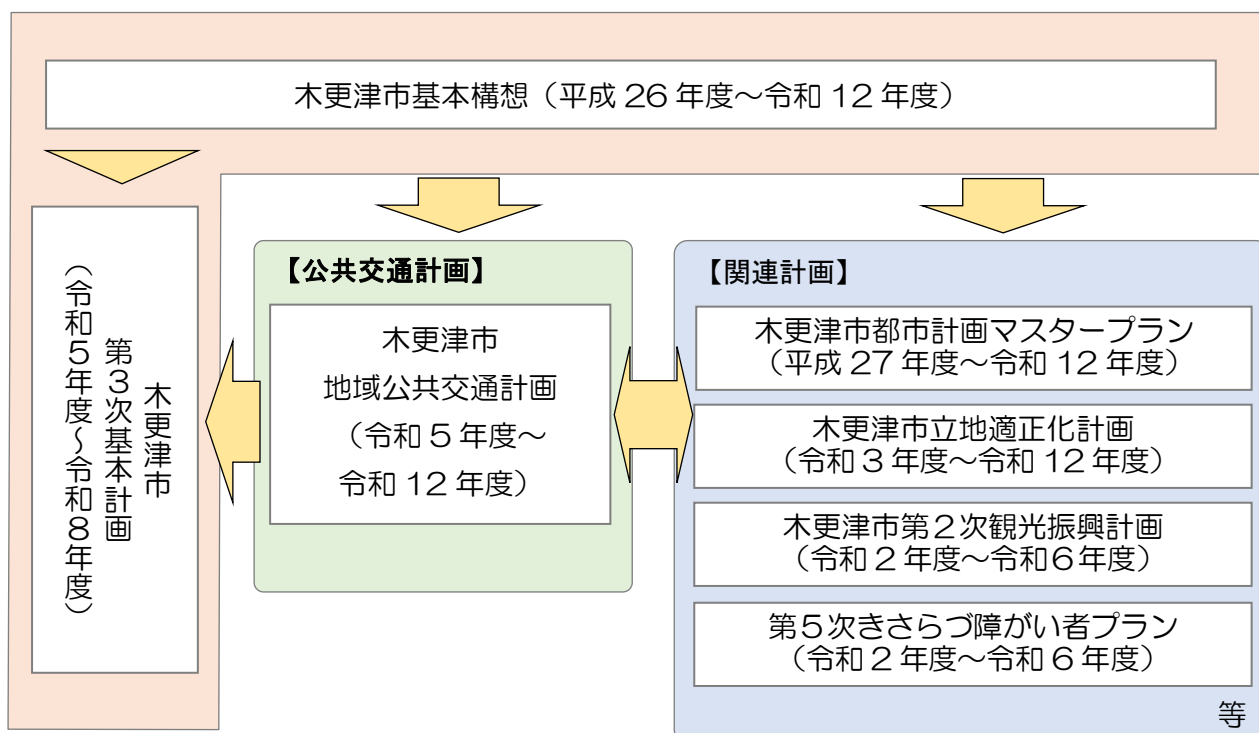 木更津市基本構想（平成 26 年度～令和 12 年度）
木更津市
第３次基本計画
（令和５年度～令和８年度）
【公共交通計画】
木更津市
地域公共交通計画
（令和 5 年度～
令和 12 年度）
【関連計画】
木更津市都市計画マスタープラン
（平成 27 年度～令和 12 年度）
木更津市立地適正化計画
（令和 3 年度～令和 12 年度）
木更津市第２次観光振興計画
（令和 2 年度～令和６年度）
第５次きさらづ障がい者プラン
（令和 2 年度～令和 6 年度）
等